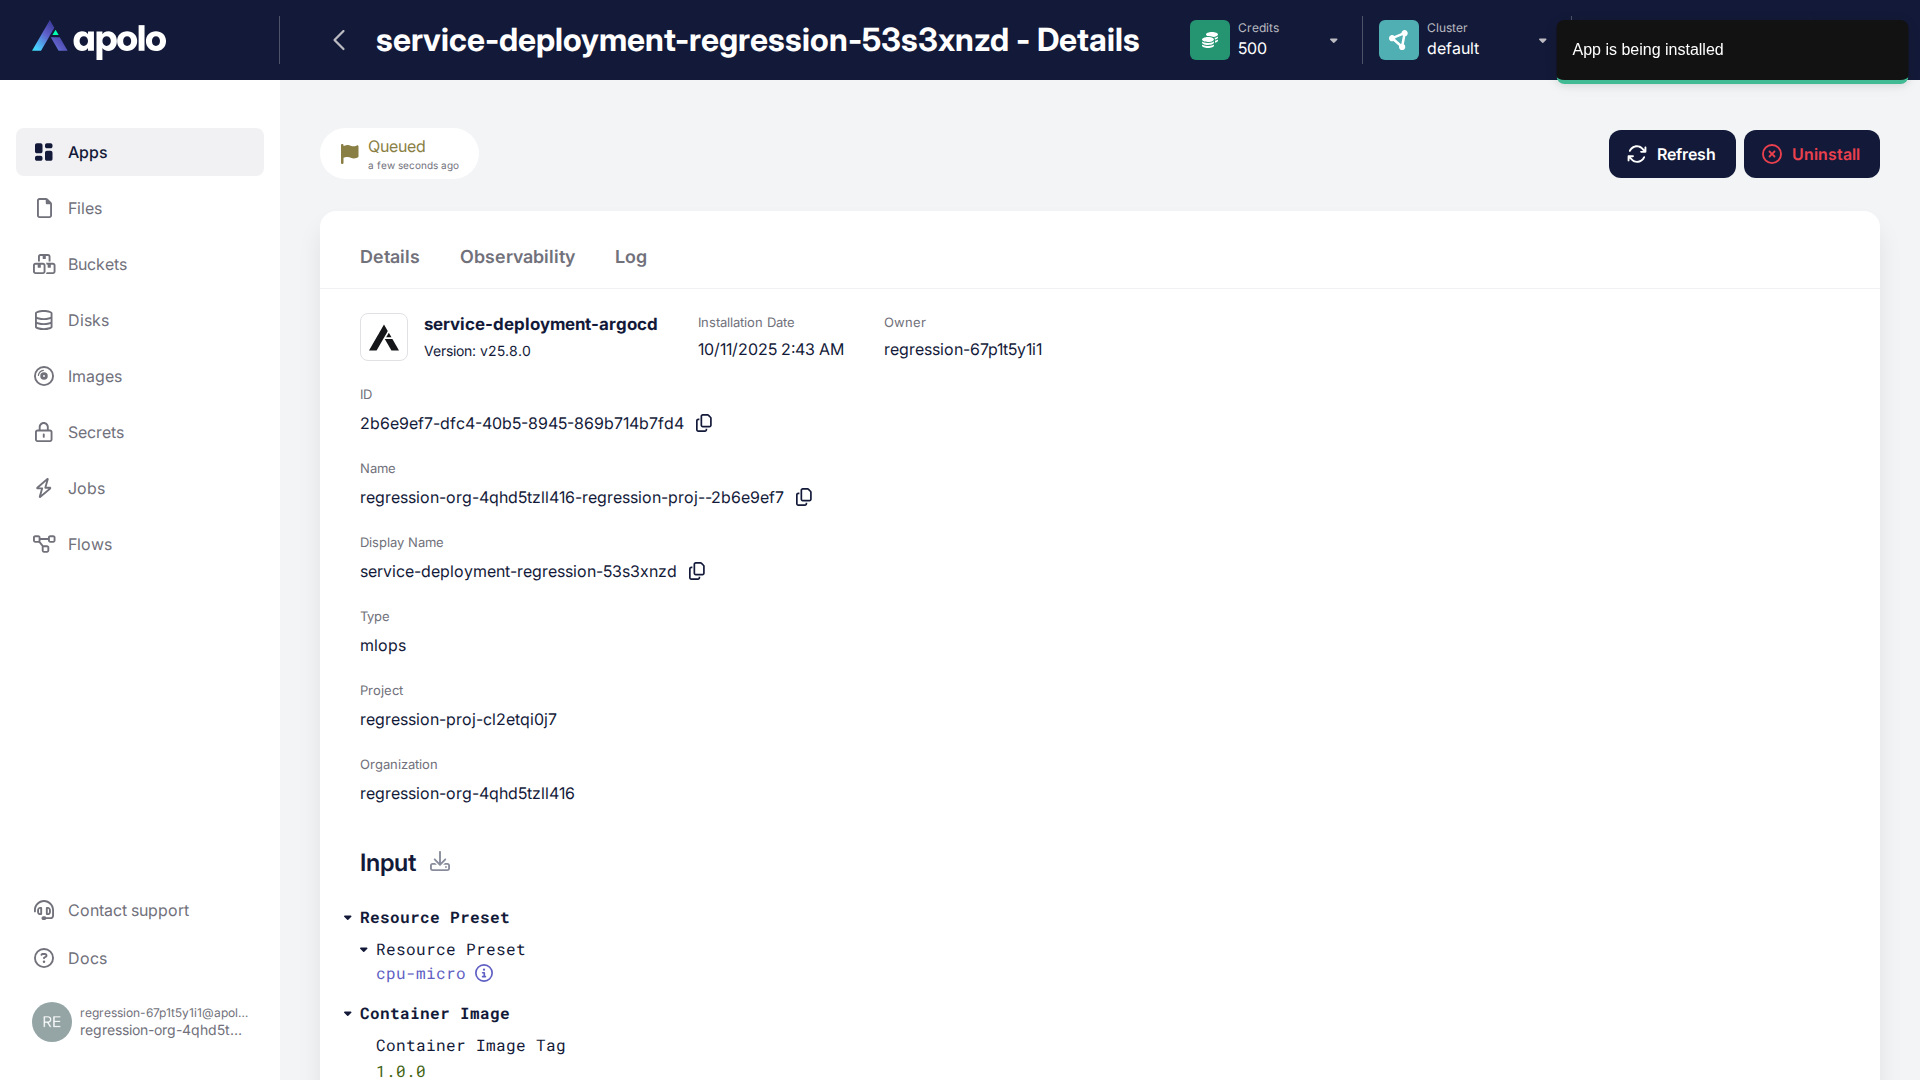 apolo
service-deployment-regression-53s3xnzd - Details
Credits
500
Cluster
default
App is being installed
Apps
Files
Buckets
Disks
Images
Secrets
Jobs
Flows
Contact support
Docs
RE
regression-67p1t5y1i1@apol...
regression-org-4qhd5t...
Queued
a few seconds ago
Refresh
Uninstall
Details
Observability
Log
service-deployment-argocd
Version: v25.8.0
Installation Date
10/11/2025 2:43 AM
Owner
regression-67p1t5y1i1
ID
2b6e9ef7-dfc4-40b5-8945-869b714b7fd4
Name
regression-org-4qhd5tzll416-regression-proj--2b6e9ef7
Display Name
service-deployment-regression-53s3xnzd
Type
mlops
Project
regression-proj-cl2etqi0j7
Organization
regression-org-4qhd5tzll416
Input
Resource Preset
Resource Preset
cpu-micro
Container Image
Container Image Tag
1.0.0